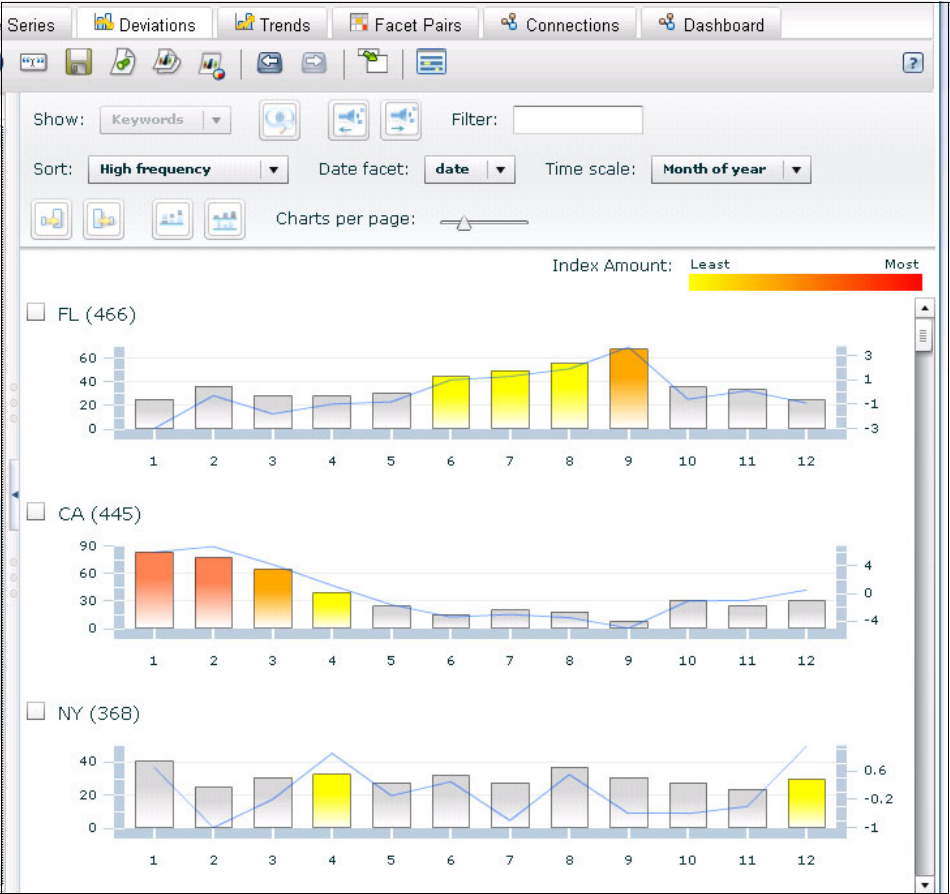 Series Deviations Trends Facet Pairs Connections Dashboard
?
Show: Keywords Filter:
Sort: High frequency Date facet: date Time scale: Month of year
Charts per page:
Index Amount: Least Most
FL (466)
60 3
40 1
20 -1
0 -3
1 2 3 4 5 6 7 8 9 10 11 12
CA (445)
90
60 4
30 0
0 -4
1 2 3 4 5 6 7 8 9 10 11 12
NY (368)
40 0.6
20 -0.2
0 -1
1 2 3 4 5 6 7 8 9 10 11 12